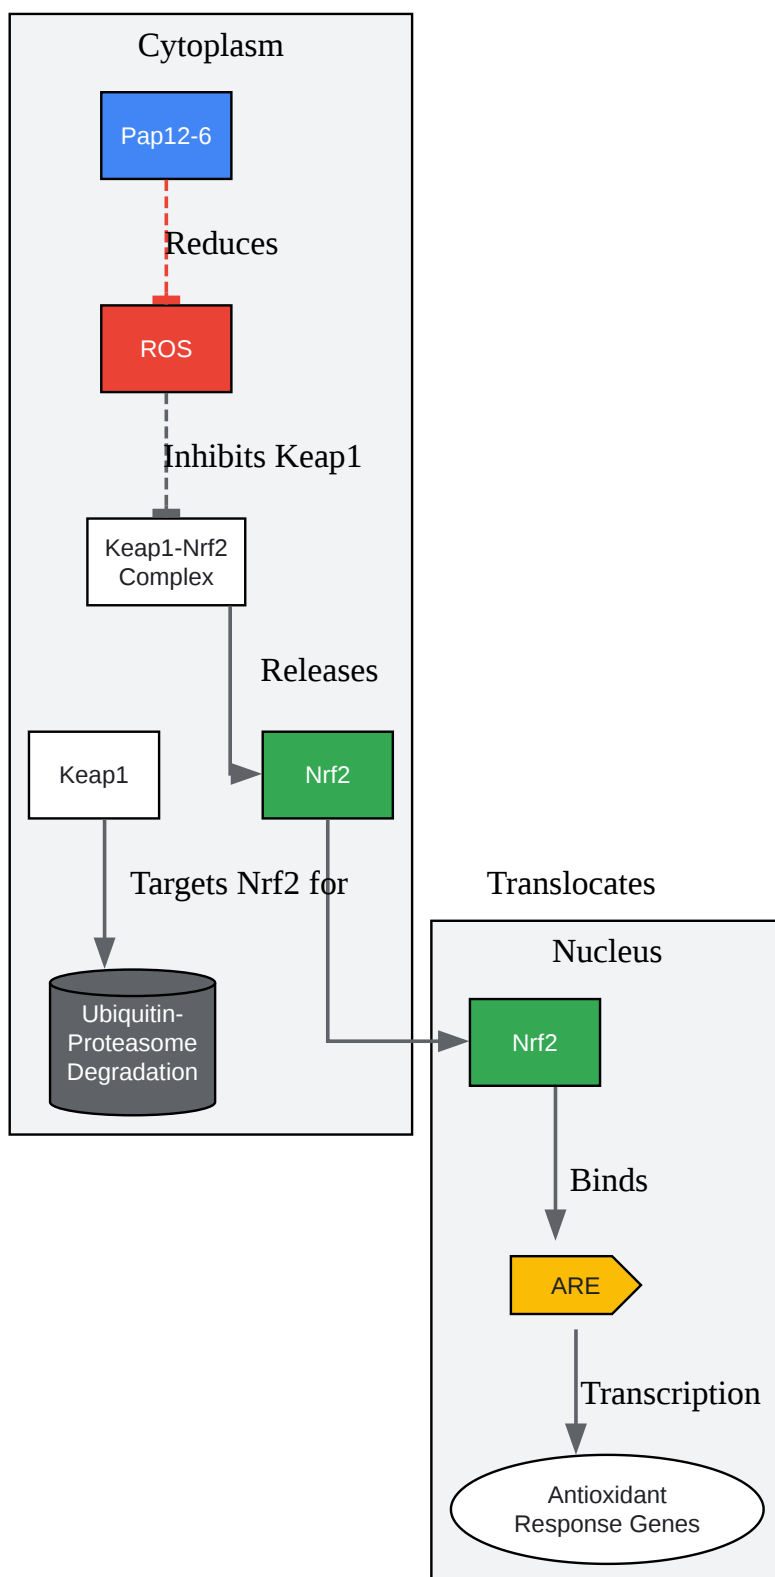 Cytoplasm
Pap12-6
Reduces
ROS
Inhibits Keap1
Keap1-Nrf2
Complex
Releases
Keap1
Nrf2
Targets Nrf2 for
Translocates
Ubiquitin-
Proteasome
Degradation
Nucleus
Nrf2
Binds
ARE
Transcription
Antioxidant
Response Genes